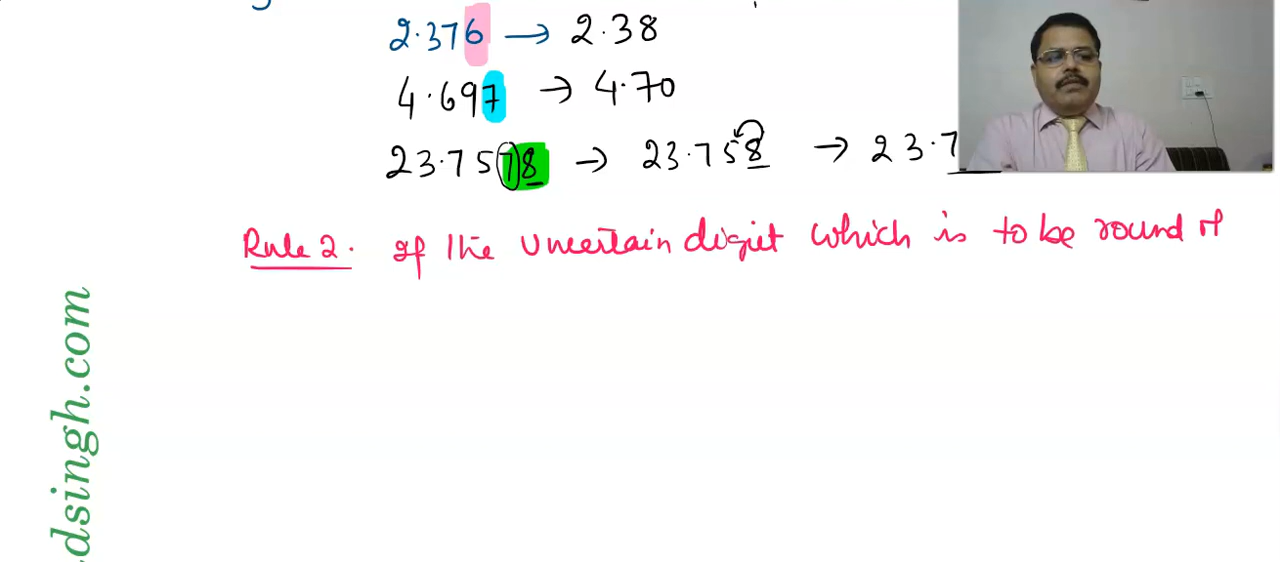 2.376 → 2.38
4.697 → 4.70
23.7578 → 23.758 → 23.7
Rule 2. If the uncertain digiet which is to be round of
dsingh.com